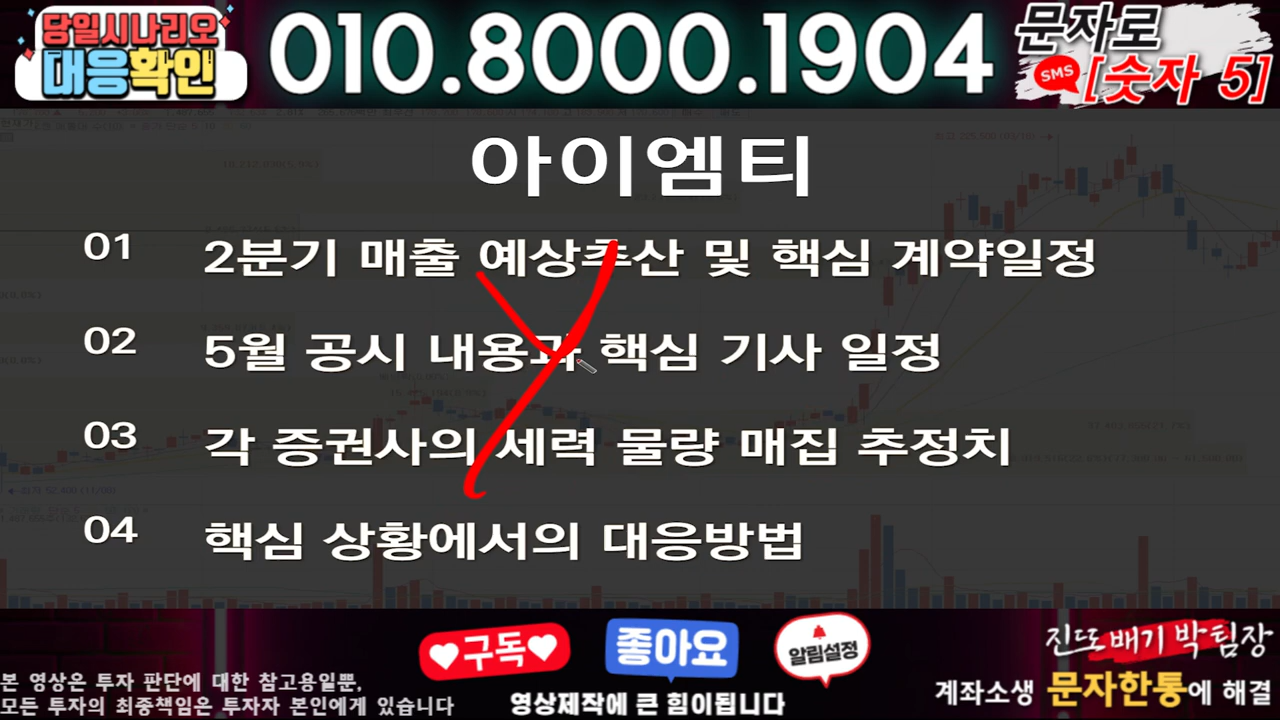 당일시나리오
대응확인
010.8000.1904
문자로
SMS
[숫자 5]
아이엠티
01 2분기 매출 예상추산 및 핵심 계약일정
02 5월 공시 내용과 핵심 기사 일정
03 각 증권사의 세력 물량 매집 추정치
04 핵심 상황에서의 대응방법
구독
좋아요
알림설정
영상제작에 큰 힘이됩니다
본 영상은 투자 판단에 대한 참고용일뿐,
모든 투자의 최종책임은 투자자 본인에게 있습니다
진또배기 박팀장
계좌소생 문자한통에 해결